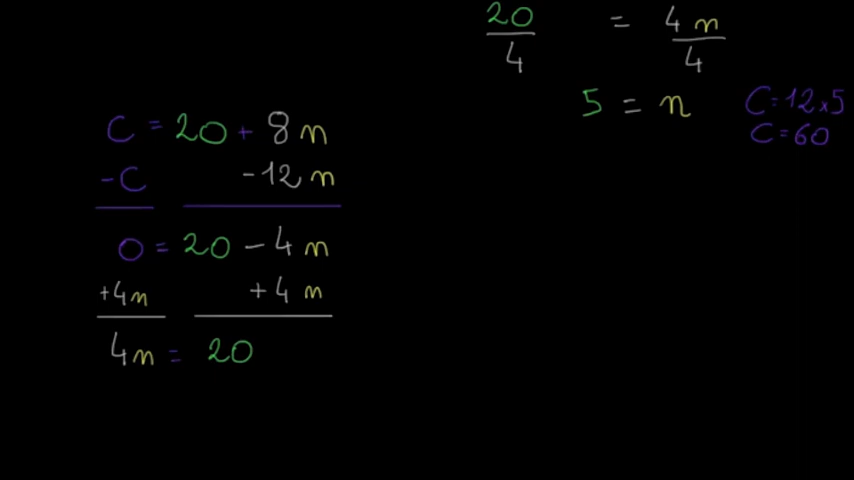 C = 20 + 8n
-C -12n
0 = 20 - 4n
+4n +4n
4n = 20
20/4 = 4n/4
5 = n
C = 12 x 5
C = 60